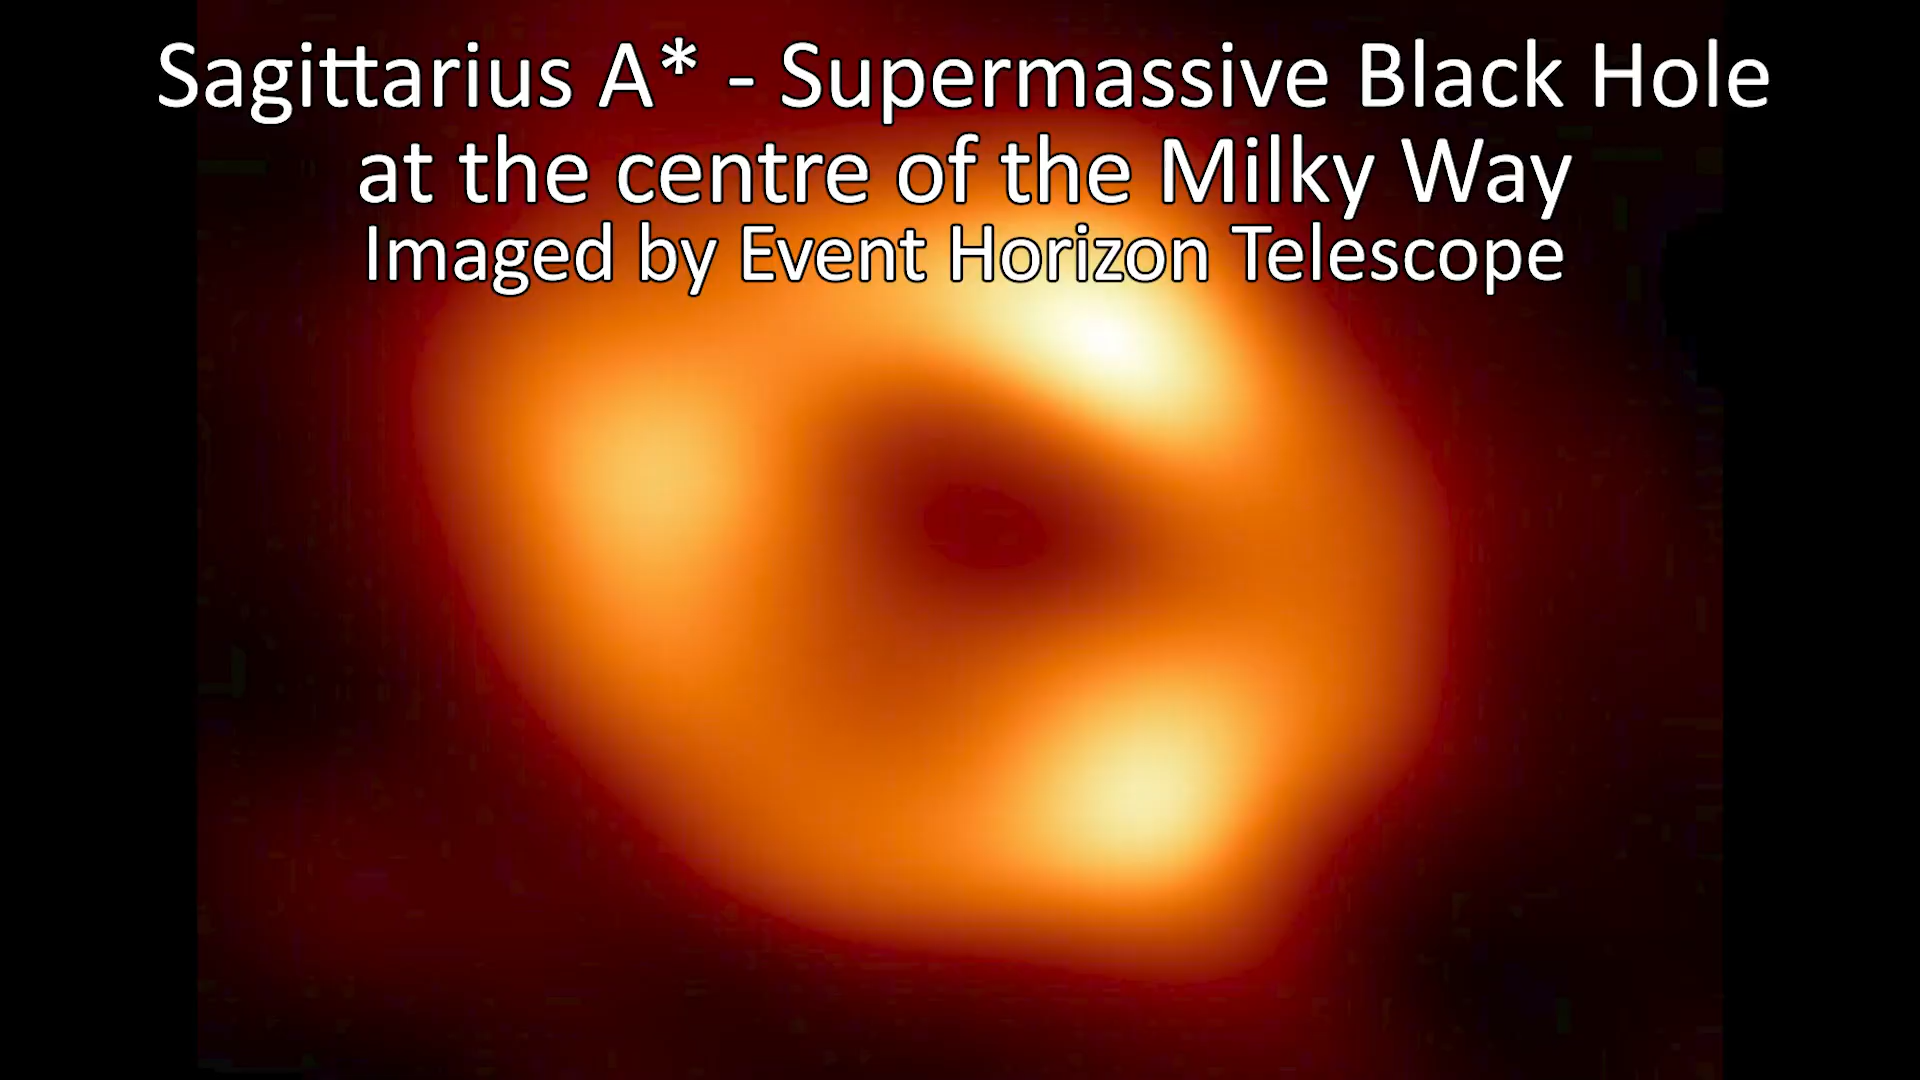 Sagittarius A* - Supermassive Black Hole
at the centre of the Milky Way
Imaged by Event Horizon Telescope